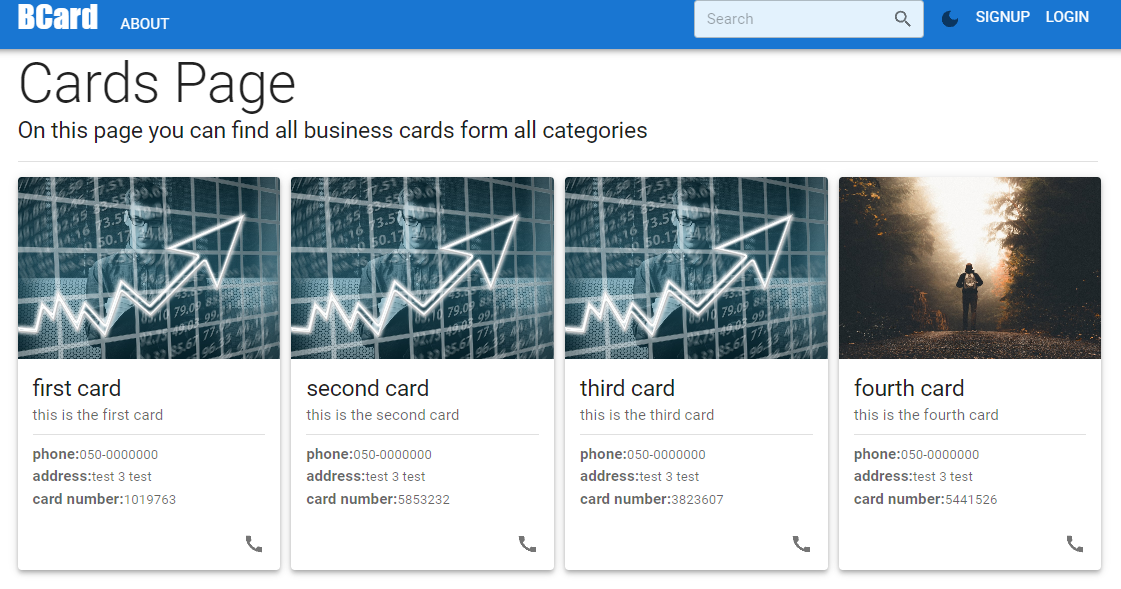 BCard ABOUT Search SIGNUP LOGIN
Cards Page
On this page you can find all business cards form all categories
first card
this is the first card
phone:050-0000000
address:test 3 test
card number:1019763
second card
this is the second card
phone:050-0000000
address:test 3 test
card number:5853232
third card
this is the third card
phone:050-0000000
address:test 3 test
card number:3823607
fourth card
this is the fourth card
phone:050-0000000
address:test 3 test
card number:5441526